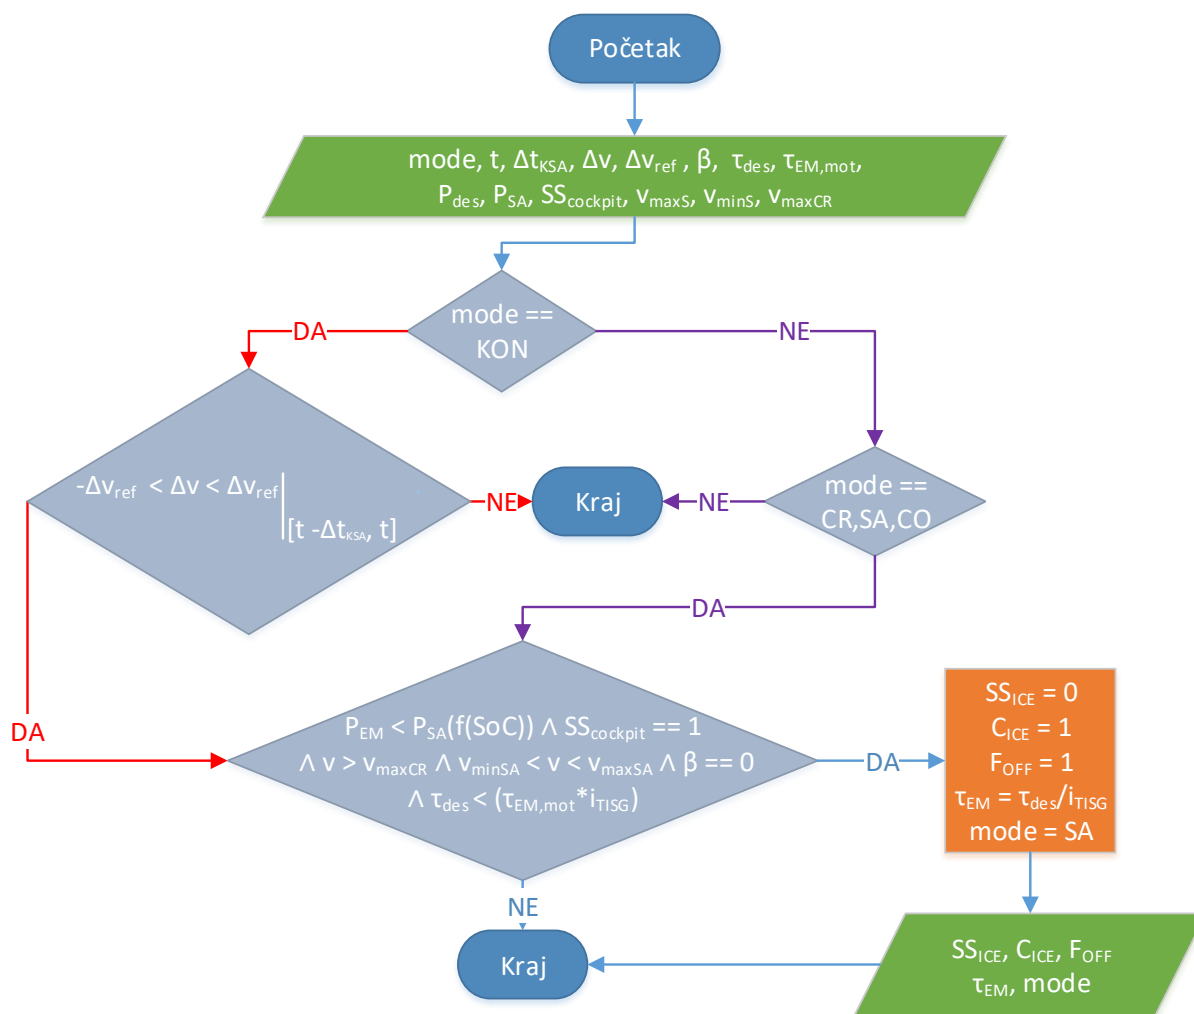 Početak
mode, t, Δt_KSA, Δv, Δv_ref , β, τ_des, τ_EM,mot,
P_des, P_SA, SS_cockpit, v_maxS, v_minS, v_maxCR
mode ==
KON
DA
NE
-Δv_ref < Δv < Δv_ref
[t -Δt_KSA, t]
NE
Kraj
NE
mode ==
CR,SA,CO
DA
DA
P_EM < P_SA(f(SoC)) Λ SS_cockpit == 1
Λ v > v_maxCR Λ v_minSA < v < v_maxSA Λ β == 0
Λ τ_des < (τ_EM,mot*i_TISG)
DA
SS_ICE = 0
C_ICE = 1
F_OFF = 1
τ_EM = τ_des/i_TISG
mode = SA
NE
Kraj
SS_ICE, C_ICE, F_OFF
τ_EM, mode